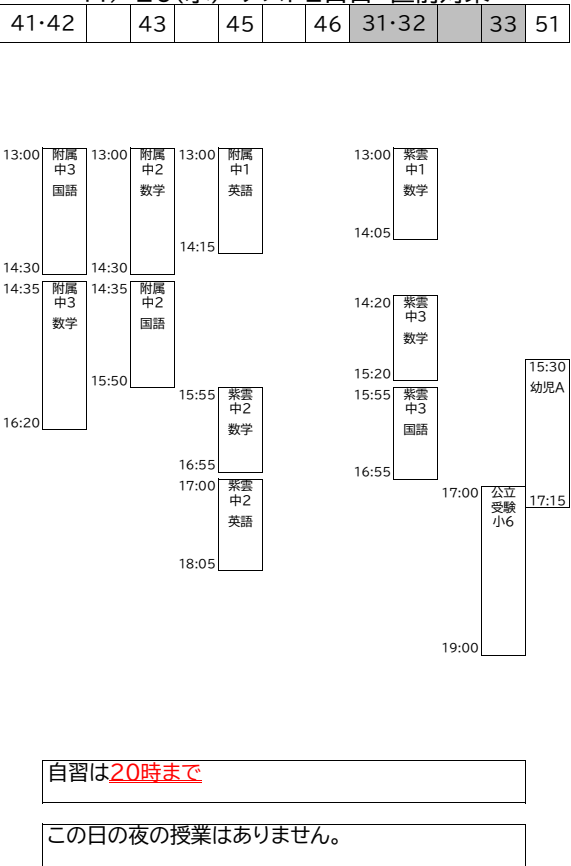 41・42 43 45 46 31・32 33 51
13:00
附属
中3
国語
14:30
14:35
附属
中3
数学
16:20
13:00
附属
中2
数学
14:30
14:35
附属
中2
国語
15:50
13:00
附属
中1
英語
14:15
15:55
紫雲
中2
数学
16:55
17:00
紫雲
中2
英語
18:05
13:00
紫雲
中1
数学
14:05
14:20
紫雲
中3
数学
15:20
15:55
紫雲
中3
国語
16:55
17:00
公立
受験
小6
19:00
15:30
幼児A
17:15
自習は20時まで
この日の夜の授業はありません。